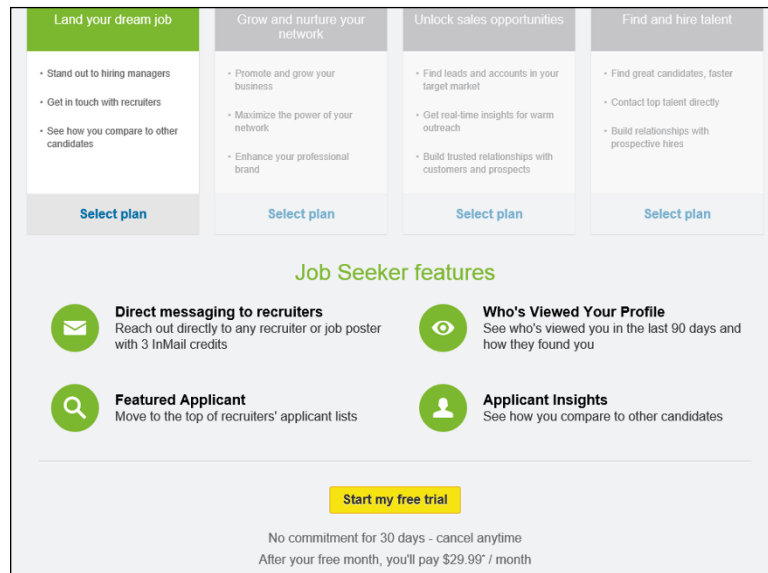 Land your dream job
Grow and nurture your
network
Unlock sales opportunities
Find and hire talent
• Stand out to hiring managers
• Get in touch with recruiters
• See how you compare to other
candidates
• Promote and grow your
business
• Maximize the power of your
network
• Enhance your professional
brand
• Find leads and accounts in your
target market
• Get real-time insights for warm
outreach
• Build trusted relationships with
customers and prospects
• Find great candidates, faster
• Contact top talent directly
• Build relationships with
prospective hires
Select plan
Select plan
Select plan
Select plan
Job Seeker features
Direct messaging to recruiters
Reach out directly to any recruiter or job poster
with 3 InMail credits
Who's Viewed Your Profile
See who's viewed you in the last 90 days and
how they found you
Featured Applicant
Move to the top of recruiters' applicant lists
Applicant Insights
See how you compare to other candidates
Start my free trial
No commitment for 30 days - cancel anytime
After your free month, you'll pay $29.99* / month